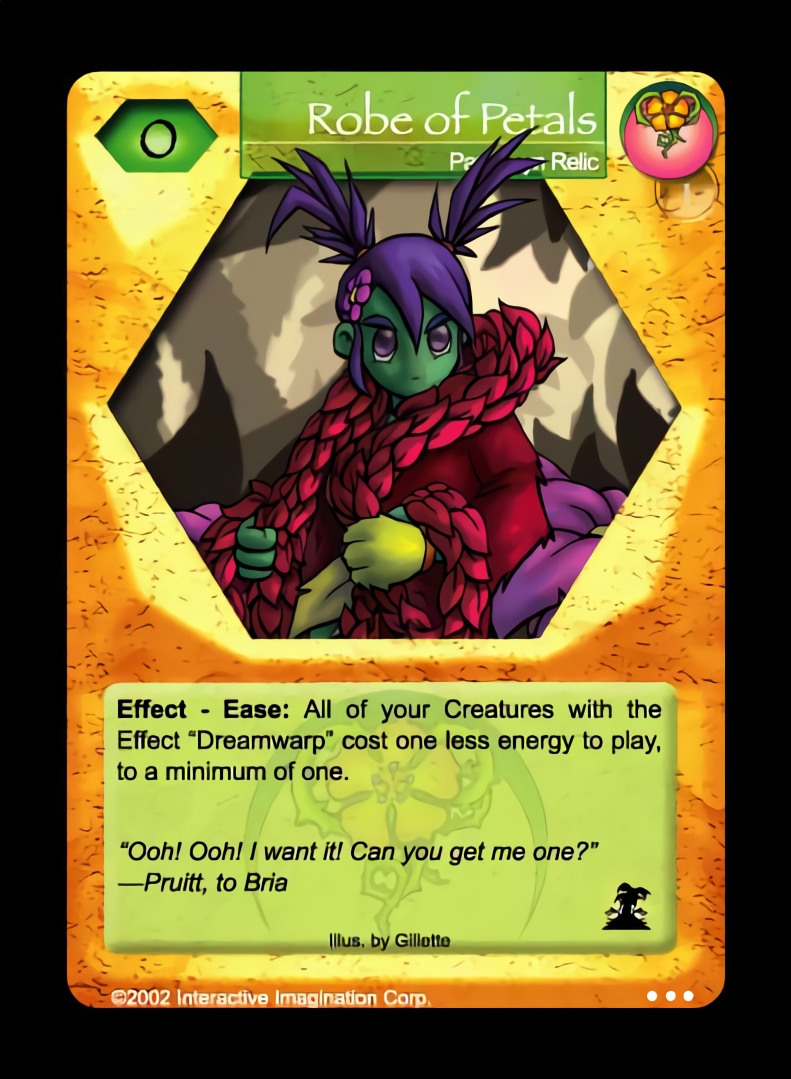 0
Robe of Petals
Relic
Effect - Ease: All of your Creatures with the
Effect “Dreamwarp” cost one less energy to play,
to a minimum of one.
“Ooh! Ooh! I want it! Can you get me one?”
—Pruitt, to Bria
Illus. by Gillette
©2002 Interactive Imagination Corp.